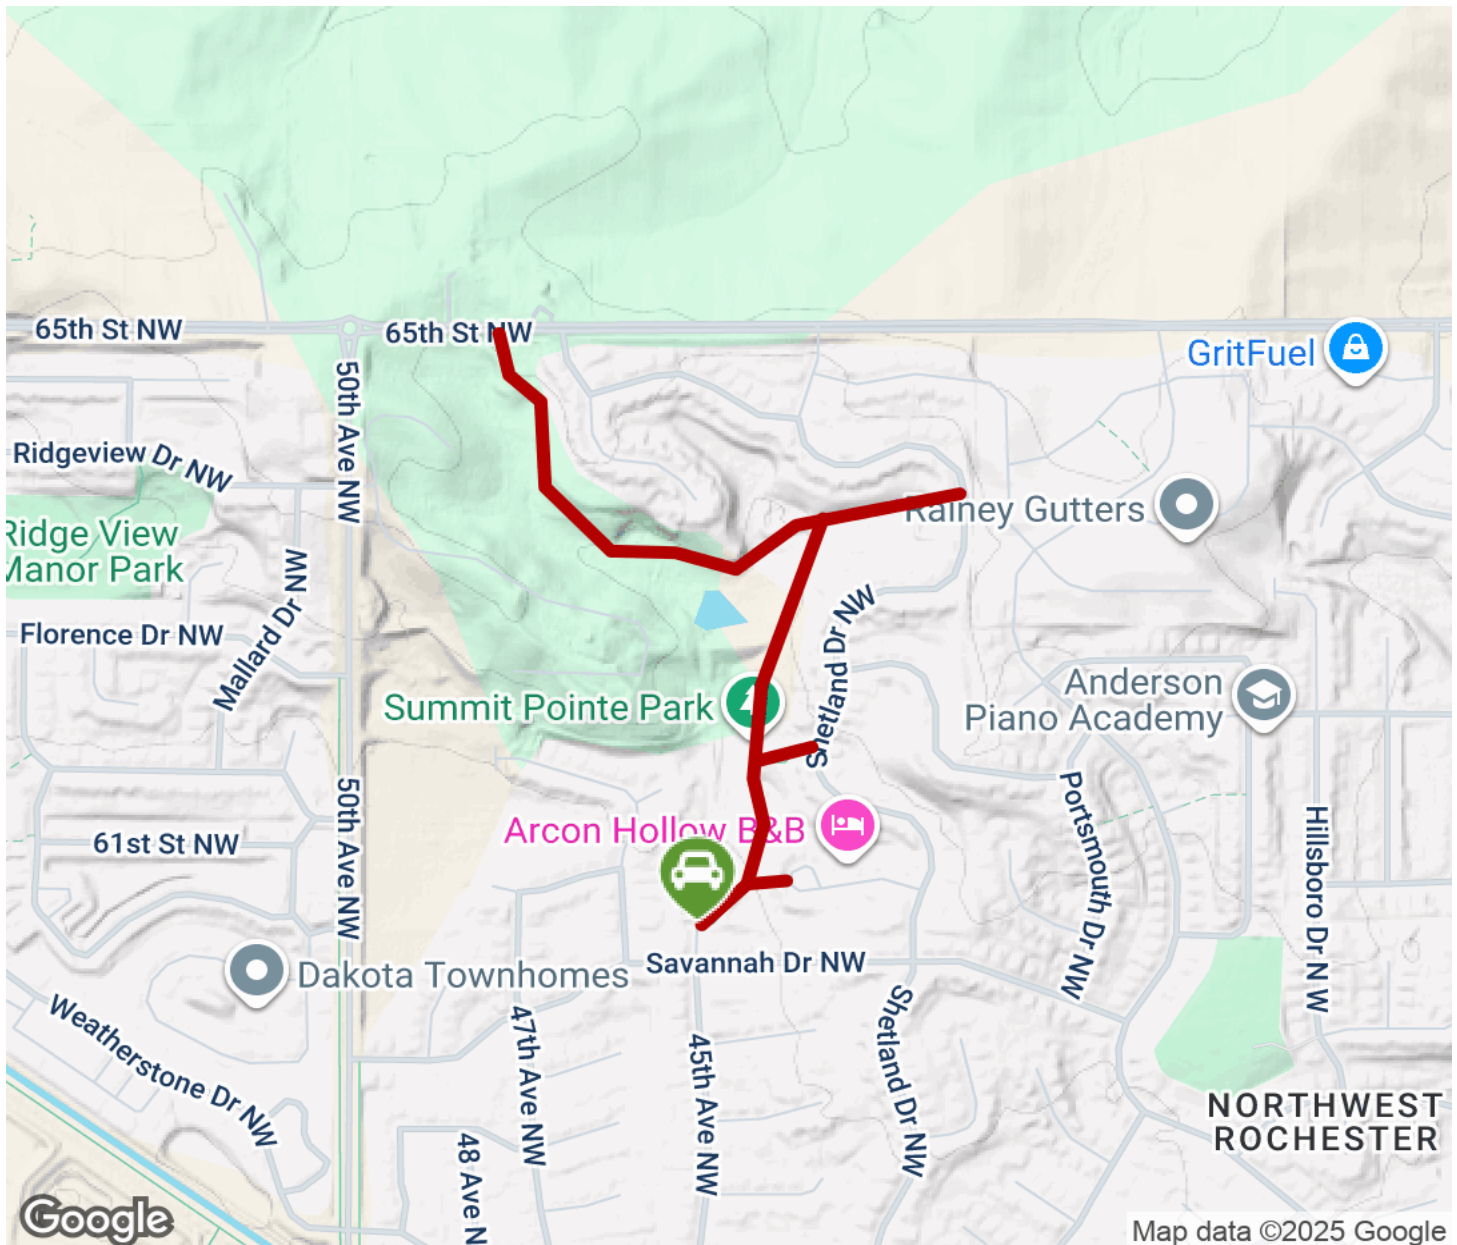 65th St NW
65th St NW
GritFuel
50th Ave NW
Ridgeview Dr NW
Rainey Gutters
Ridge View
Manor Park
Mallard Dr NW
Florence Dr NW
Shetland Dr NW
Summit Pointe Park
Anderson
Piano Academy
Portsmouth Dr NW
50th Ave NW
61st St NW
Arcon Hollow B&B
Hillsboro Dr N W
Savannah Dr NW
Dakota Townhomes
Weatherstone Dr NW
47th Ave NW
45th Ave NW
Shetland Dr NW
48 Ave N
NORTHWEST
ROCHESTER
Google
Map data ©2025 Google